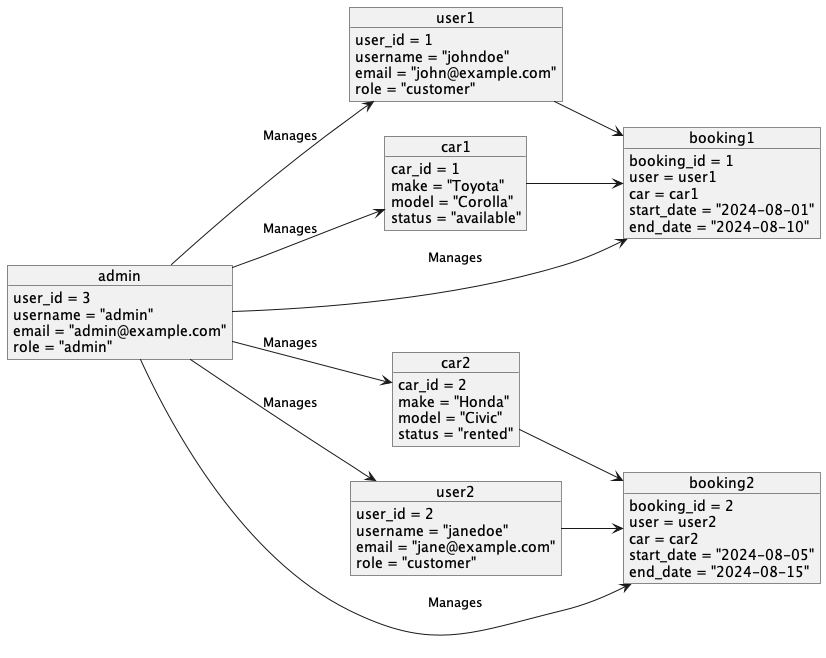 user1
user_id = 1
username = "johndoe"
email = "john@example.com"
role = "customer"
Manages
car1
car_id = 1
make = "Toyota"
model = "Corolla"
status = "available"
booking1
booking_id = 1
user = user1
car = car1
start_date = "2024-08-01"
end_date = "2024-08-10"
Manages
Manages
admin
user_id = 3
username = "admin"
email = "admin@example.com"
role = "admin"
Manages
car2
car_id = 2
make = "Honda"
model = "Civic"
status = "rented"
Manages
user2
user_id = 2
username = "janedoe"
email = "jane@example.com"
role = "customer"
booking2
booking_id = 2
user = user2
car = car2
start_date = "2024-08-05"
end_date = "2024-08-15"
Manages